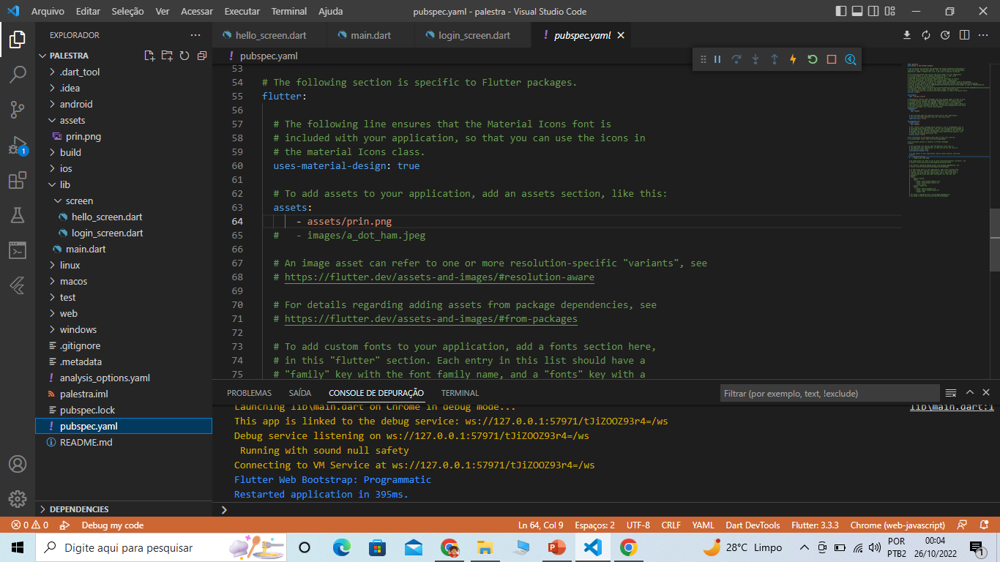 Arquivo Editar Seleção Ver Acessar Executar Terminal Ajuda
pubspec.yaml - palestra - Visual Studio Code
EXPLORADOR
PALESTRA
.dart_tool
.idea
android
assets
prin.png
build
ios
lib
screen
hello_screen.dart
login_screen.dart
main.dart
linux
macos
test
web
windows
.gitignore
.metadata
analysis_options.yaml
palestra.iml
pubspec.lock
pubspec.yaml
README.md
DEPENDENCIES
1
hello_screen.dart
main.dart
login_screen.dart
! pubspec.yaml
! pubspec.yaml
53
54 # The following section is specific to Flutter packages.
55 flutter:
56
57 # The following line ensures that the Material Icons font is
58 # included with your application, so that you can use the icons in
59 # the material Icons class.
60 uses-material-design: true
61
62 # To add assets to your application, add an assets section, like this:
63 assets:
64 - assets/prin.png
65 # - images/a_dot_ham.jpeg
66
67 # An image asset can refer to one or more resolution-specific "variants", see
68 # https://flutter.dev/assets-and-images/#resolution-aware
69
70 # For details regarding adding assets from package dependencies, see
71 # https://flutter.dev/assets-and-images/#from-packages
72
73 # To add custom fonts to your application, add a fonts section here,
74 # in this "flutter" section. Each entry in this list should have a
75 # "family" key with the font family name, and a "fonts" key with a
PROBLEMAS SAÍDA CONSOLE DE DEPURAÇÃO TERMINAL
Filtrar (por exemplo, text, !exclude)
Launching lib\main.dart on Chrome in debug mode...
lib\main.dart:1
This app is linked to the debug service: ws://127.0.0.1:57971/tJiZOOZ93r4=/ws
Debug service listening on ws://127.0.0.1:57971/tJiZOOZ93r4=/ws
Running with sound null safety
Connecting to VM Service at ws://127.0.0.1:57971/tJiZOOZ93r4=/ws
Flutter Web Bootstrap: Programmatic
Restarted application in 395ms.
0 0 Debug my code
Ln 64, Col 9 Espaços: 2 UTF-8 CRLF YAML Dart DevTools Flutter: 3.3.3 Chrome (web-javascript)
Digite aqui para pesquisar
28°C Limpo
POR
PTB2
00:04
26/10/2022
1